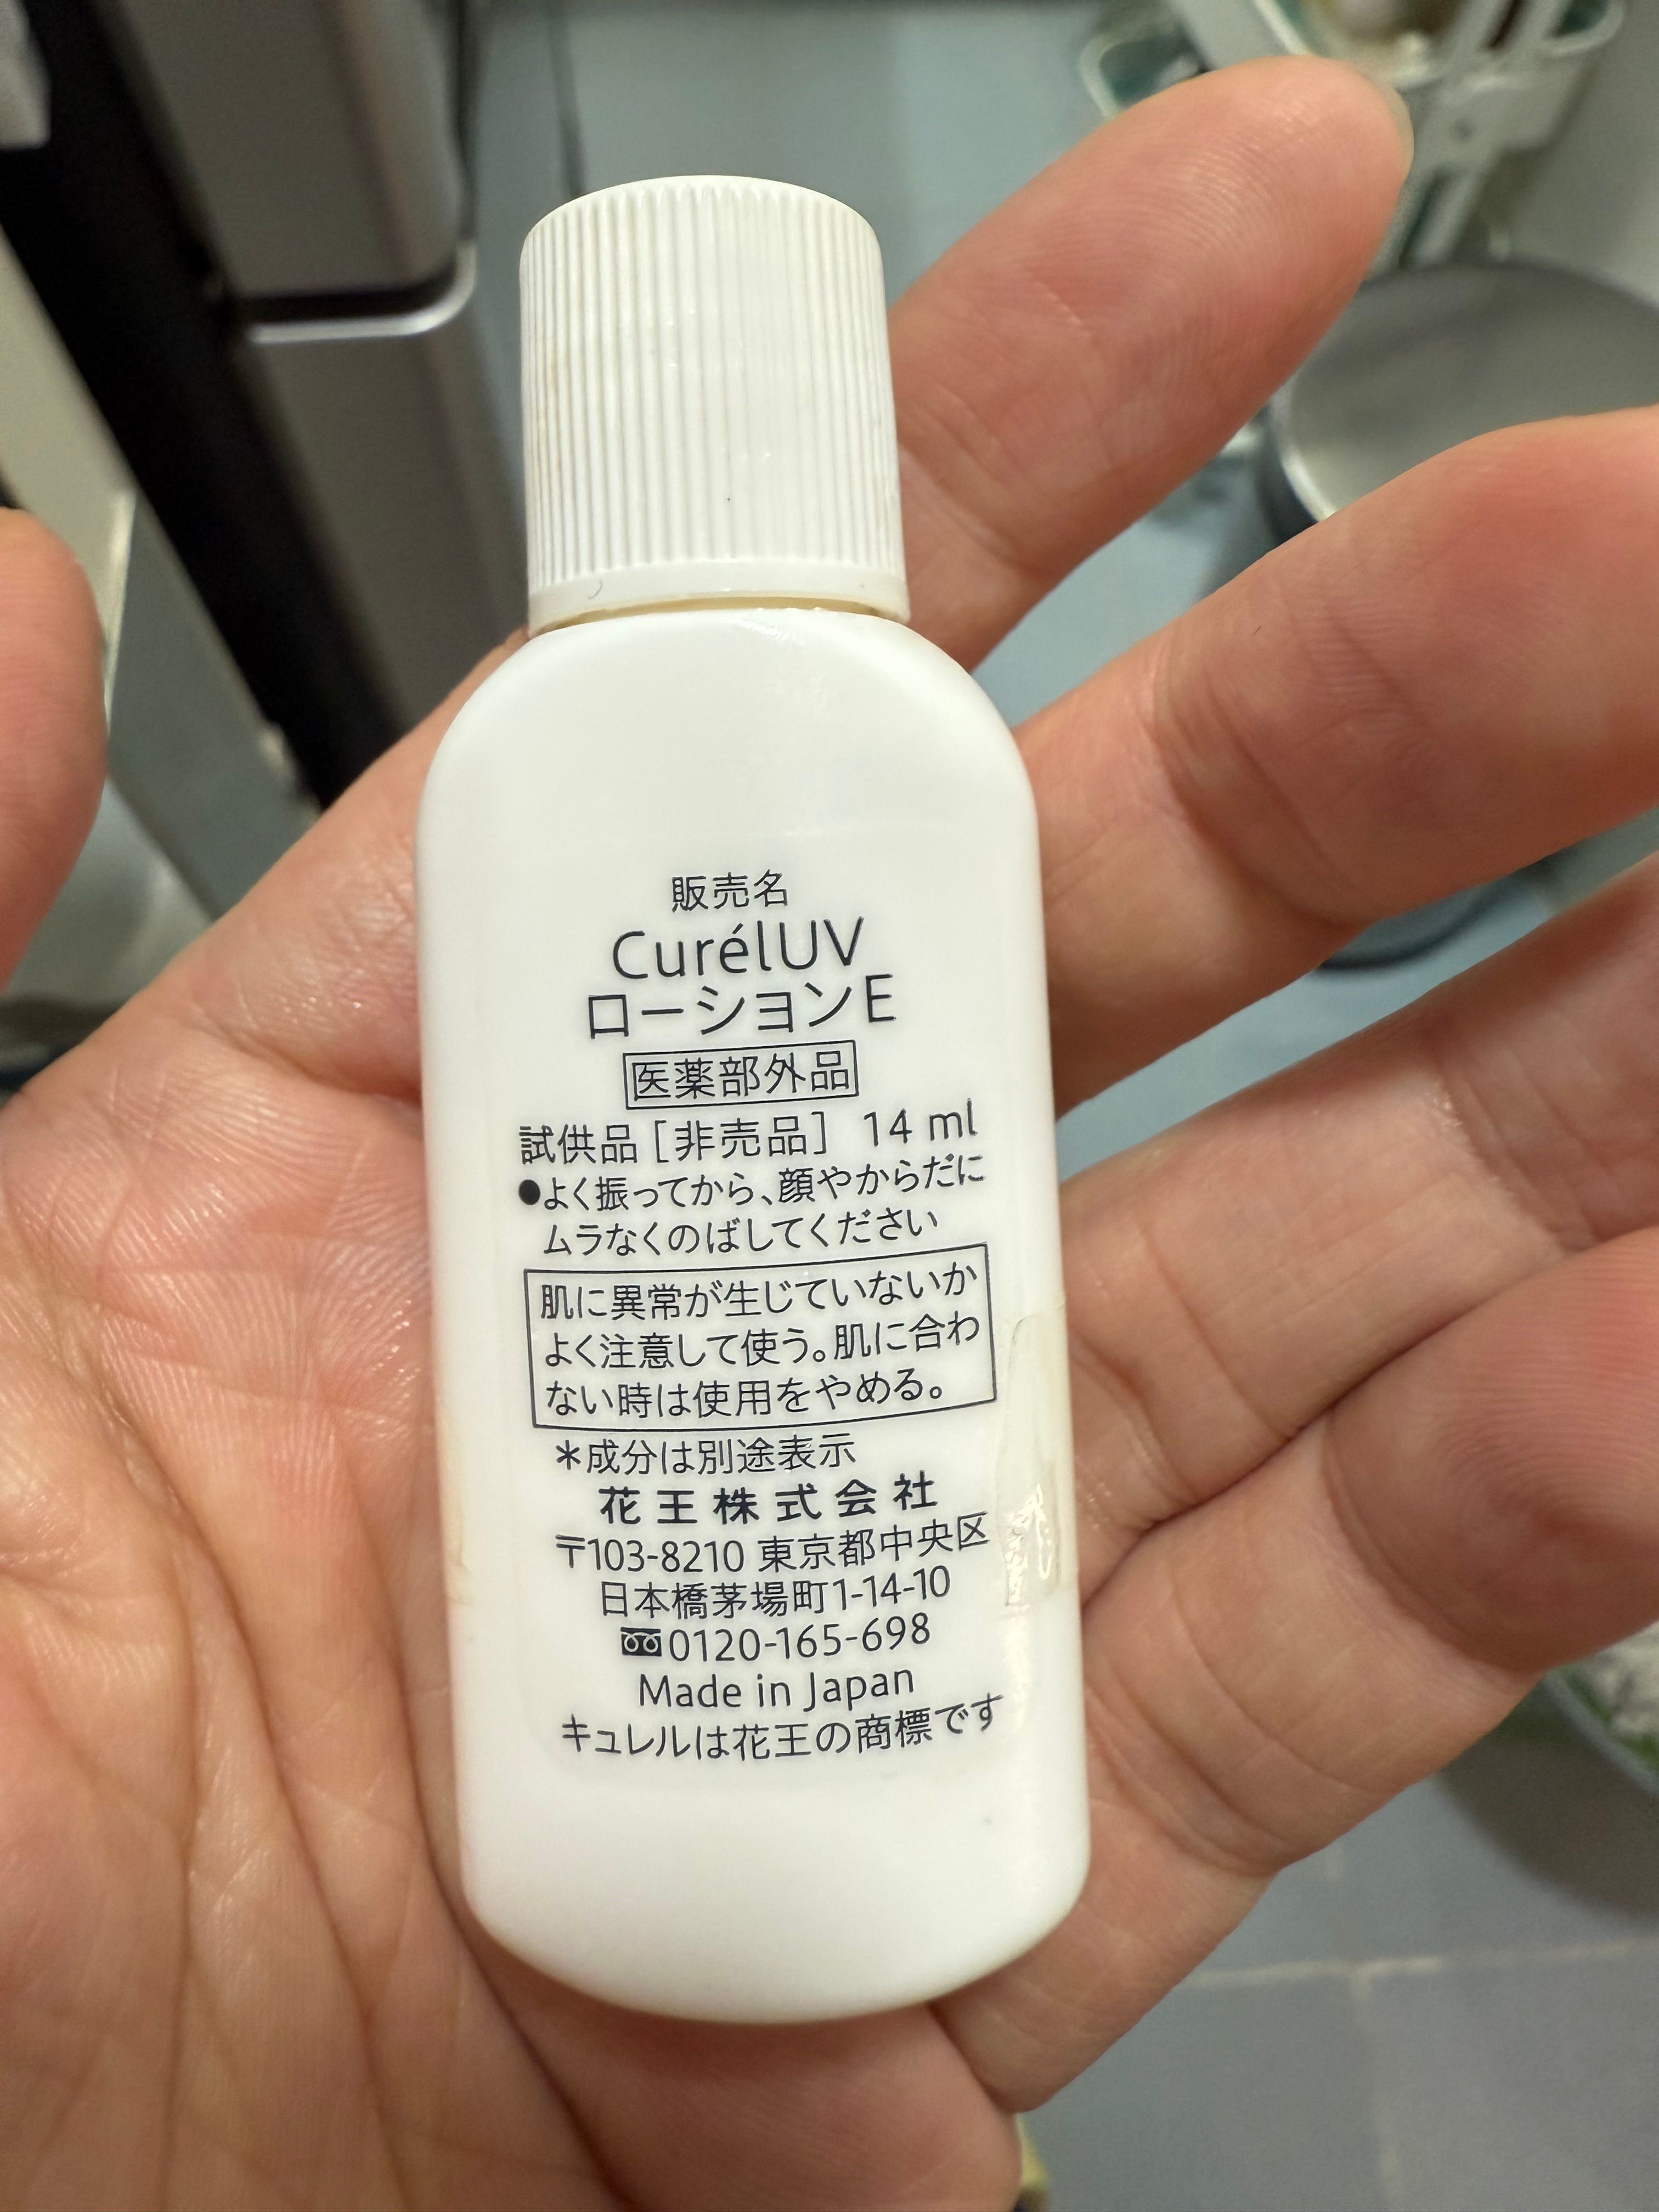 販売名
CurélUV
ローションE
医薬部外品
試供品［非売品］ 14 ml
●よく振ってから、顔やからだに
ムラなくのばしてください
肌に異常が生じていないか
よく注意して使う。肌に合わ
ない時は使用をやめる。
＊成分は別途表示
花王株式会社
〒103-8210 東京都中央区
日本橋茅場町1-14-10
0120-165-698
Made in Japan
キュレルは花王の商標です